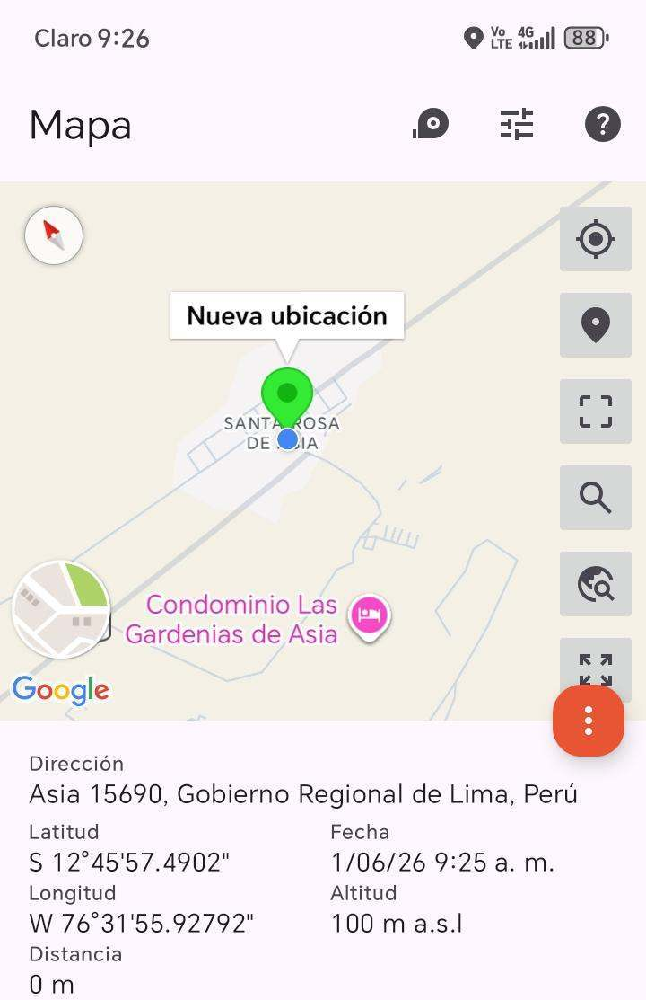 Claro 9:26
Vo LTE 4G 88
Mapa
Nueva ubicación
SANTA ROSA
DE ASIA
Condominio Las
Gardenias de Asia
Google
Dirección
Asia 15690, Gobierno Regional de Lima, Perú
Latitud Fecha
S 12°45'57.4902" 1/06/26 9:25 a. m.
Longitud Altitud
W 76°31'55.92792" 100 m a.s.l
Distancia
0 m